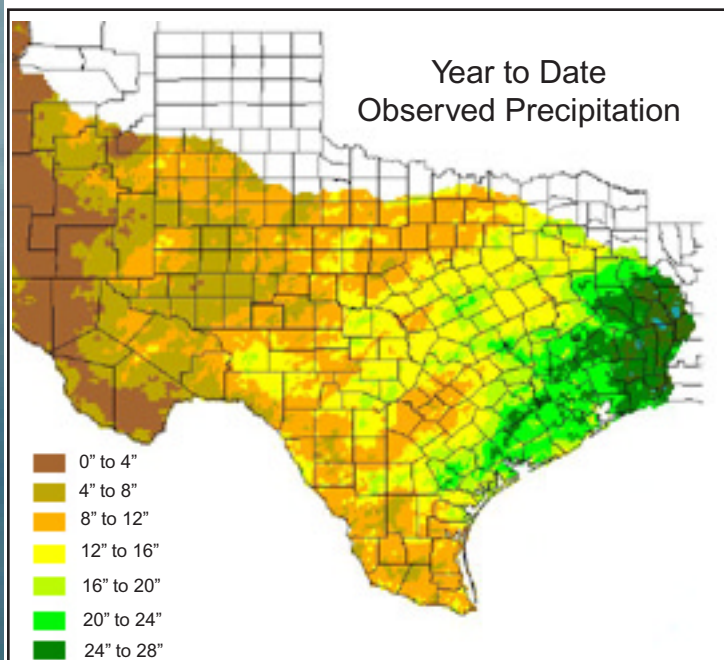 Year to Date
Observed Precipitation
0” to 4”
4” to 8”
8” to 12”
12” to 16”
16” to 20”
20” to 24”
24” to 28”